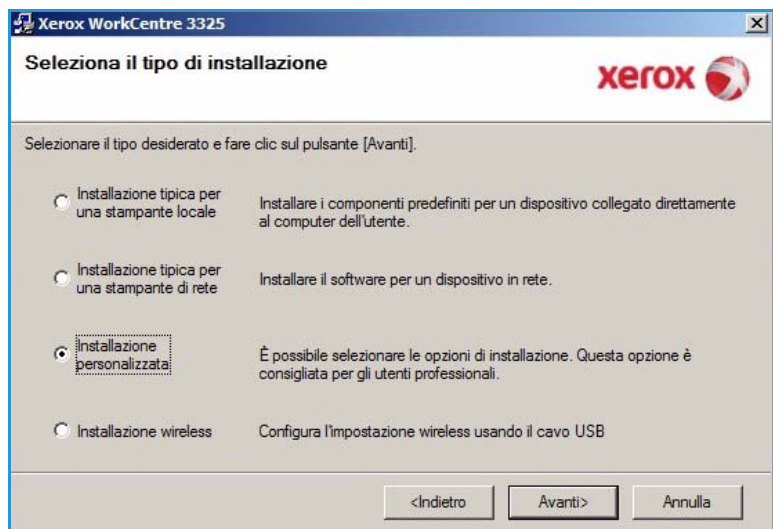 Xerox WorkCentre 3325
Seleziona il tipo di installazione
xerox
Selezionare il tipo desiderato e fare clic sul pulsante [Avanti].
Installazione tipica per
una stampante locale
Installare i componenti predefiniti per un dispositivo collegato direttamente
al computer dell'utente.
Installazione tipica per
una stampante di rete
Installare il software per un dispositivo in rete.
Installazione
personalizzata
È possibile selezionare le opzioni di installazione. Questa opzione è
consigliata per gli utenti professionali.
Installazione wireless
Configura l'impostazione wireless usando il cavo USB
<Indietro
Avanti>
Annulla